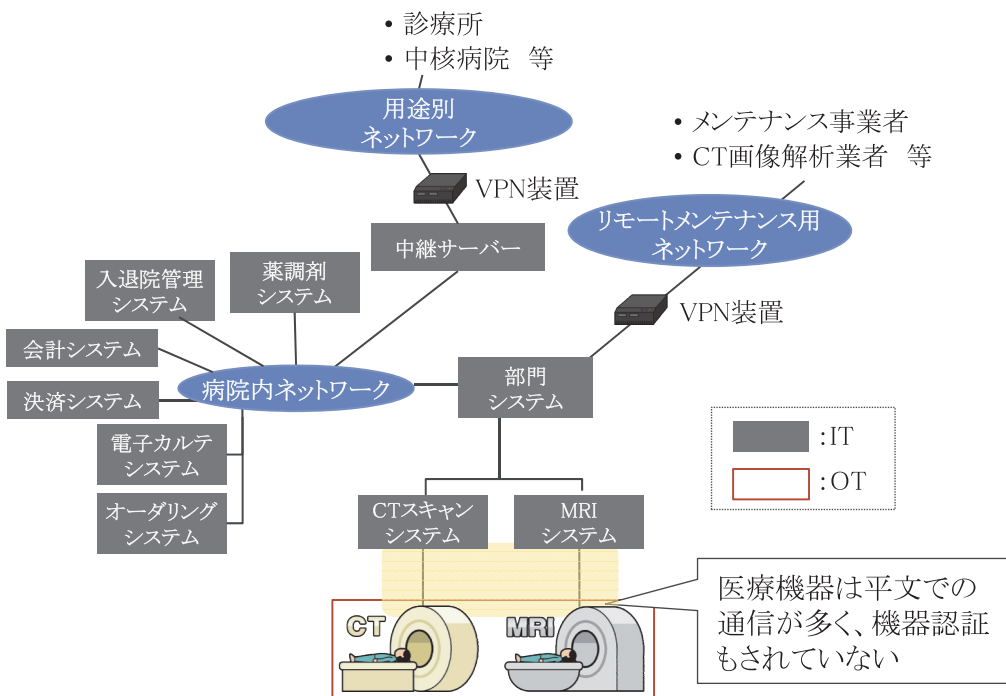 • 診療所
• 中核病院 等
用途別
ネットワーク
• メンテナンス事業者
• CT画像解析業者 等
VPN装置
リモートメンテナンス用
ネットワーク
中継サーバー
入退院管理
システム
薬調剤
システム
VPN装置
会計システム
病院内ネットワーク
部門
システム
決済システム
電子カルテ
システム
オーダリング
システム
:IT
:OT
CTスキャン
システム
MRI
システム
医療機器は平文での
通信が多く、機器認証
もされていない
CT
MRI